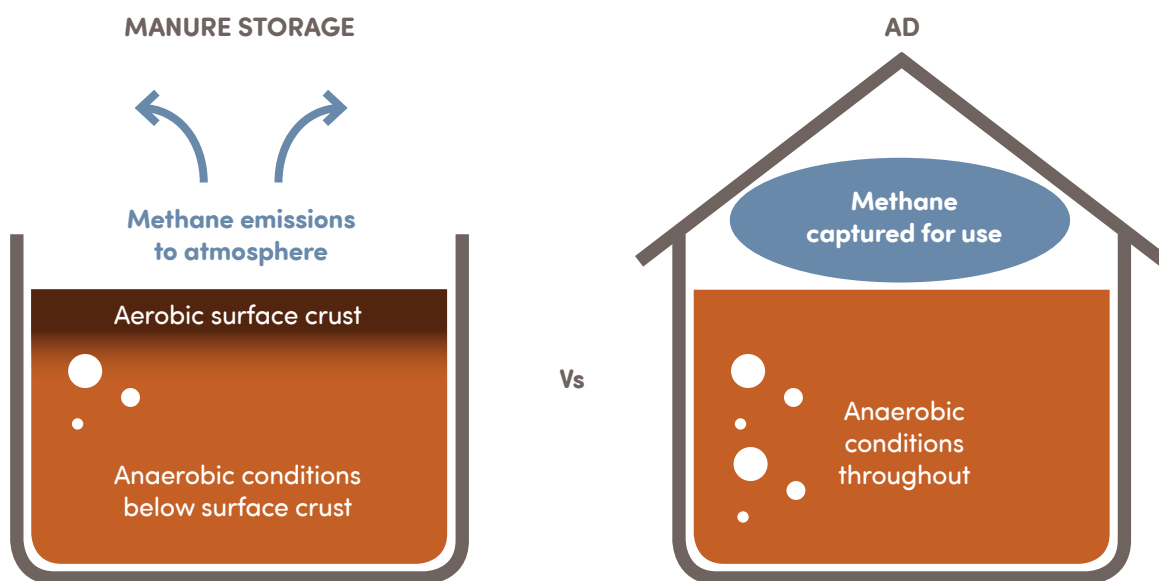 MANURE STORAGE
Methane emissions
to atmosphere
Aerobic surface crust
Anaerobic conditions
below surface crust
Vs
AD
Methane
captured for use
Anaerobic
conditions
throughout